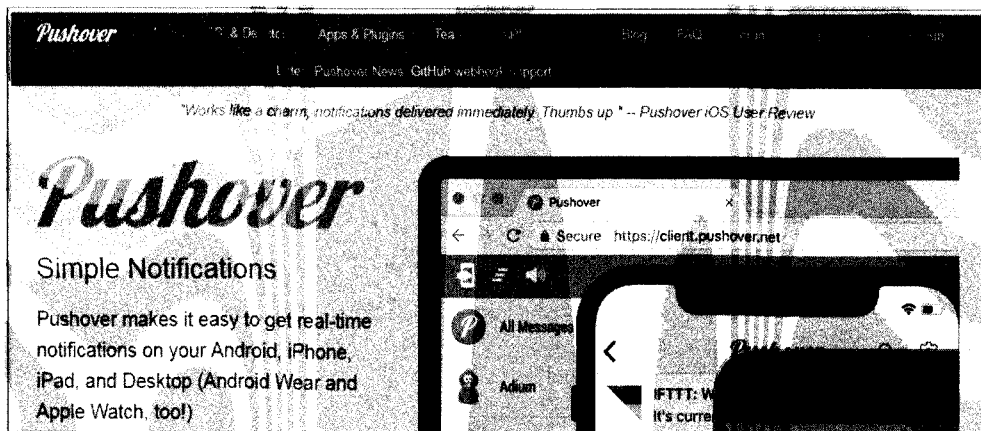 Pushover Apps & Plugins Blog FAQ
Pushover News: GitHub webhook support
"Works like a charm, notifications delivered immediately. Thumbs up." -- Pushover iOS User Review
Pushover
Simple Notifications
Pushover makes it easy to get real-time
notifications on your Android, iPhone,
iPad, and Desktop (Android Wear and
Apple Watch, too!)
Pushover
Secure https://client.pushover.net
All Messages
Adium
Pushover
IFTTT: W
It's curre